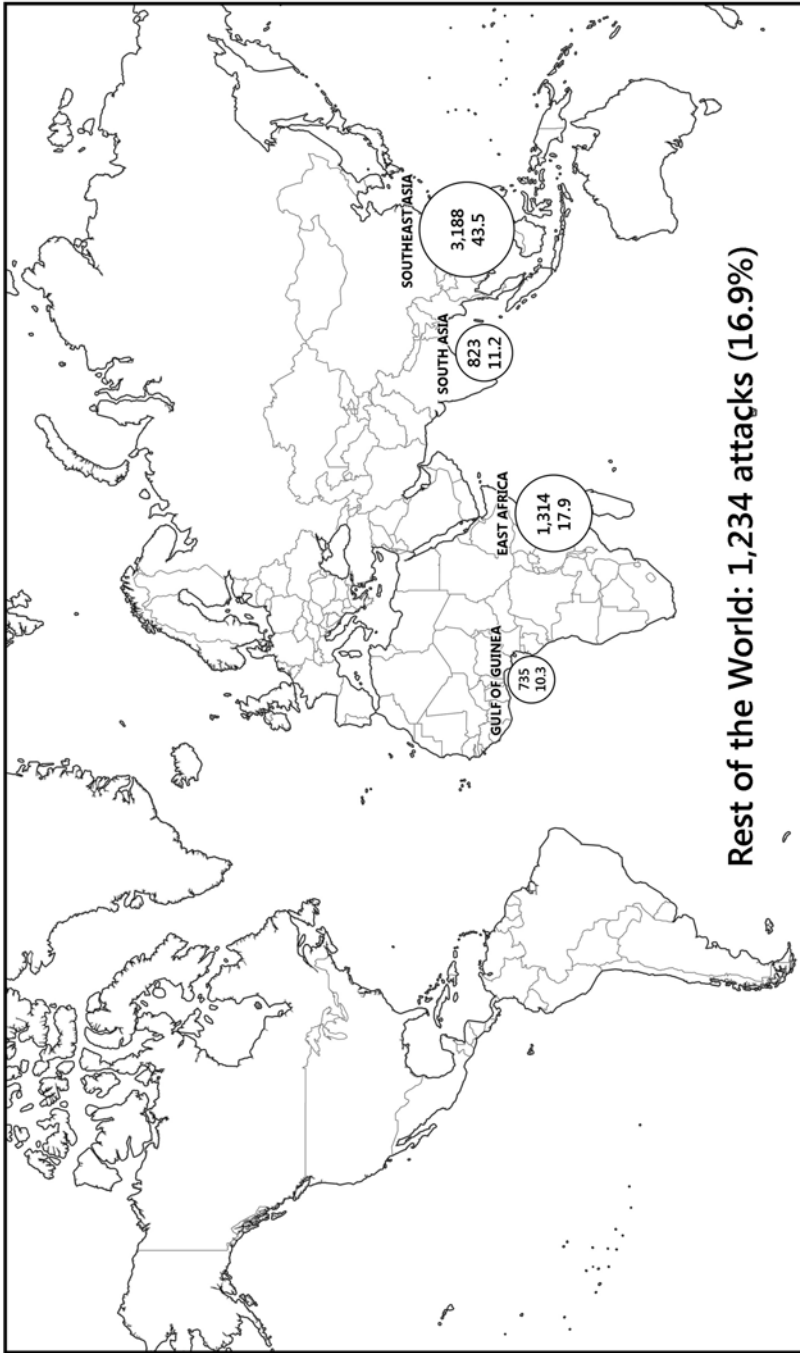 SOUTHEAST ASIA
3,188
43.5
SOUTH ASIA
823
11.2
EAST AFRICA
1,314
17.9
GULF OF GUINEA
735
10.3
Rest of the World: 1,234 attacks (16.9%)